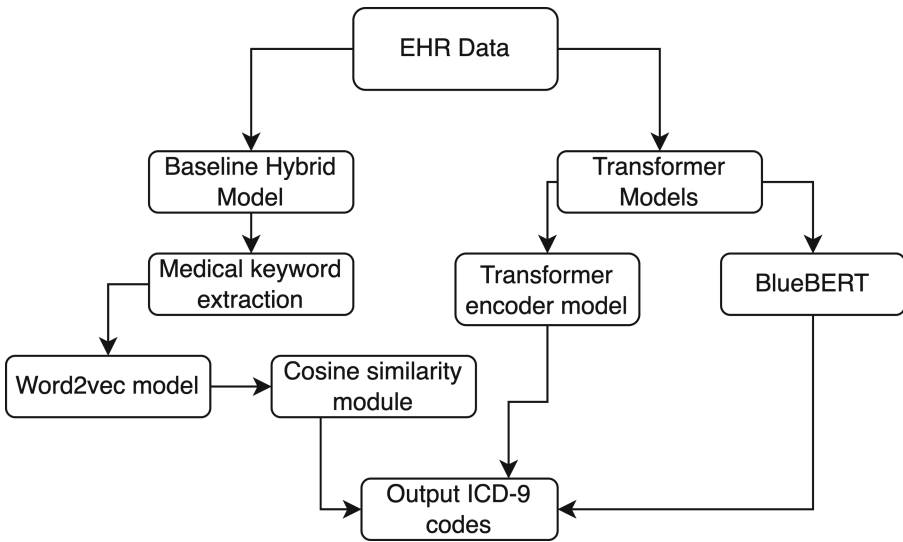 EHR Data
Baseline Hybrid
Model
Transformer
Models
Medical keyword
extraction
Transformer
encoder model
BlueBERT
Word2vec model
Cosine similarity
module
Output ICD-9
codes